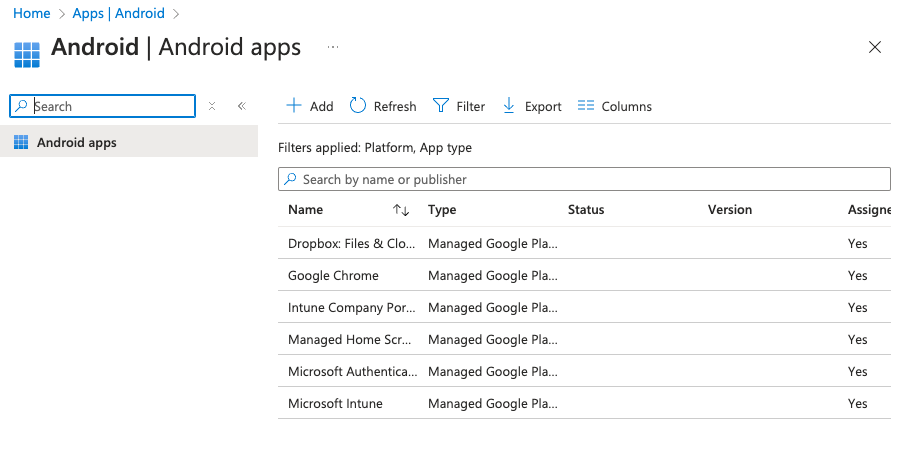 Home > Apps | Android >
Android | Android apps ...
Search
Android apps
Add Refresh Filter Export Columns
Filters applied: Platform, App type
Search by name or publisher
Name Type Status Version Assigne
Dropbox: Files & Clo... Managed Google Pla... Yes
Google Chrome Managed Google Pla... Yes
Intune Company Por... Managed Google Pla... Yes
Managed Home Scr... Managed Google Pla... Yes
Microsoft Authentica... Managed Google Pla... Yes
Microsoft Intune Managed Google Pla... Yes